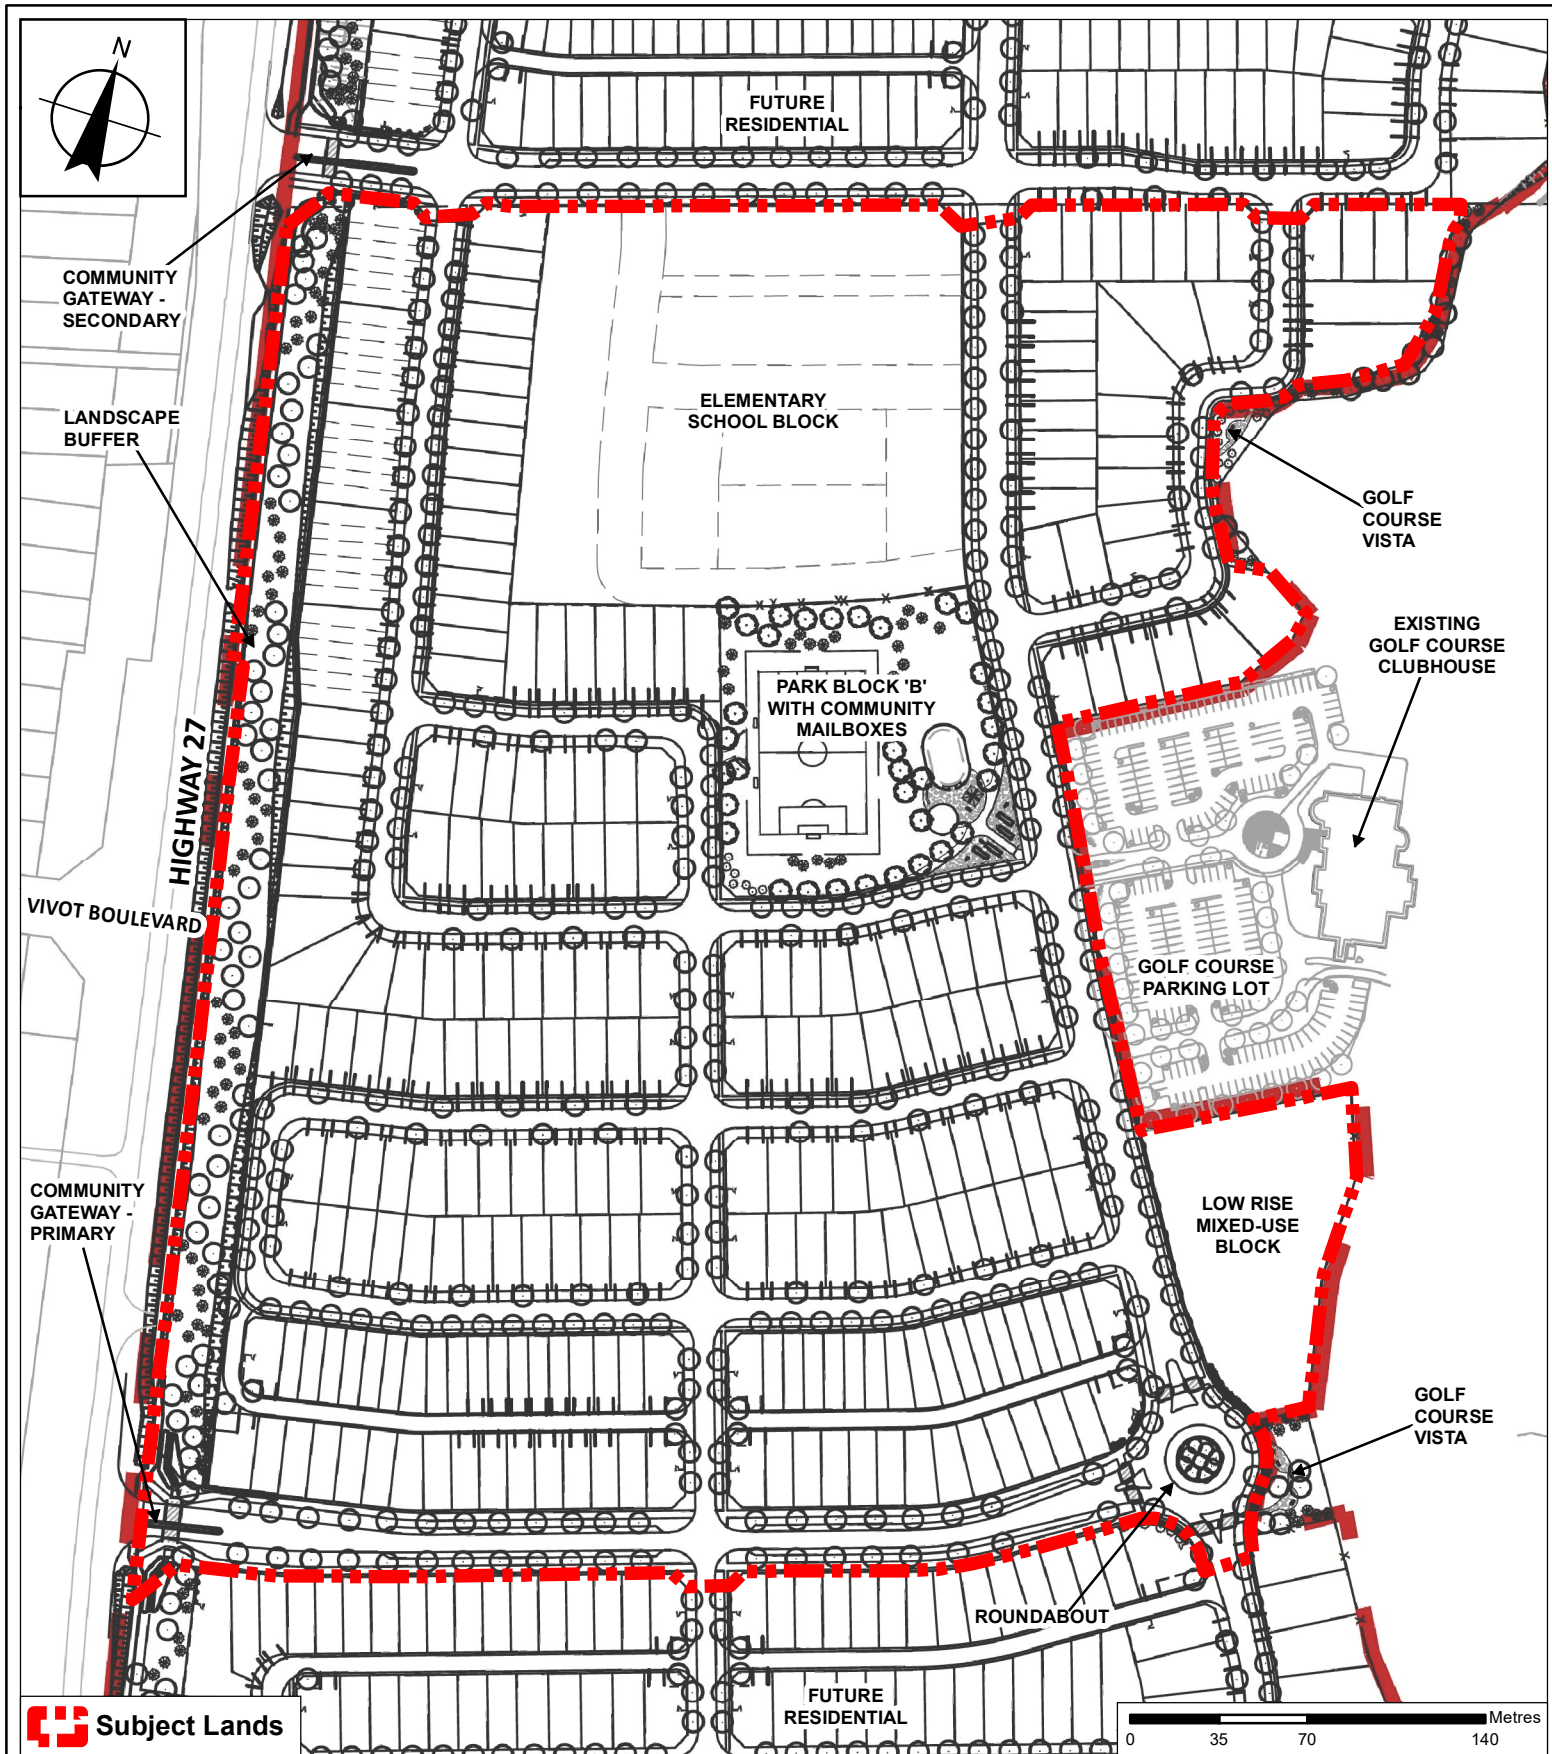 N
FUTURE
RESIDENTIAL
COMMUNITY
GATEWAY -
SECONDARY
LANDSCAPE
BUFFER
ELEMENTARY
SCHOOL BLOCK
GOLF
COURSE
VISTA
EXISTING
GOLF COURSE
CLUBHOUSE
PARK BLOCK 'B'
WITH COMMUNITY
MAILBOXES
HIGHWAY 27
VIVOT BOULEVARD
GOLF COURSE
PARKING LOT
COMMUNITY
GATEWAY -
PRIMARY
LOW RISE
MIXED-USE
BLOCK
GOLF
COURSE
VISTA
ROUNDABOUT
FUTURE
RESIDENTIAL
Subject Lands
Metres
0 35 70 140